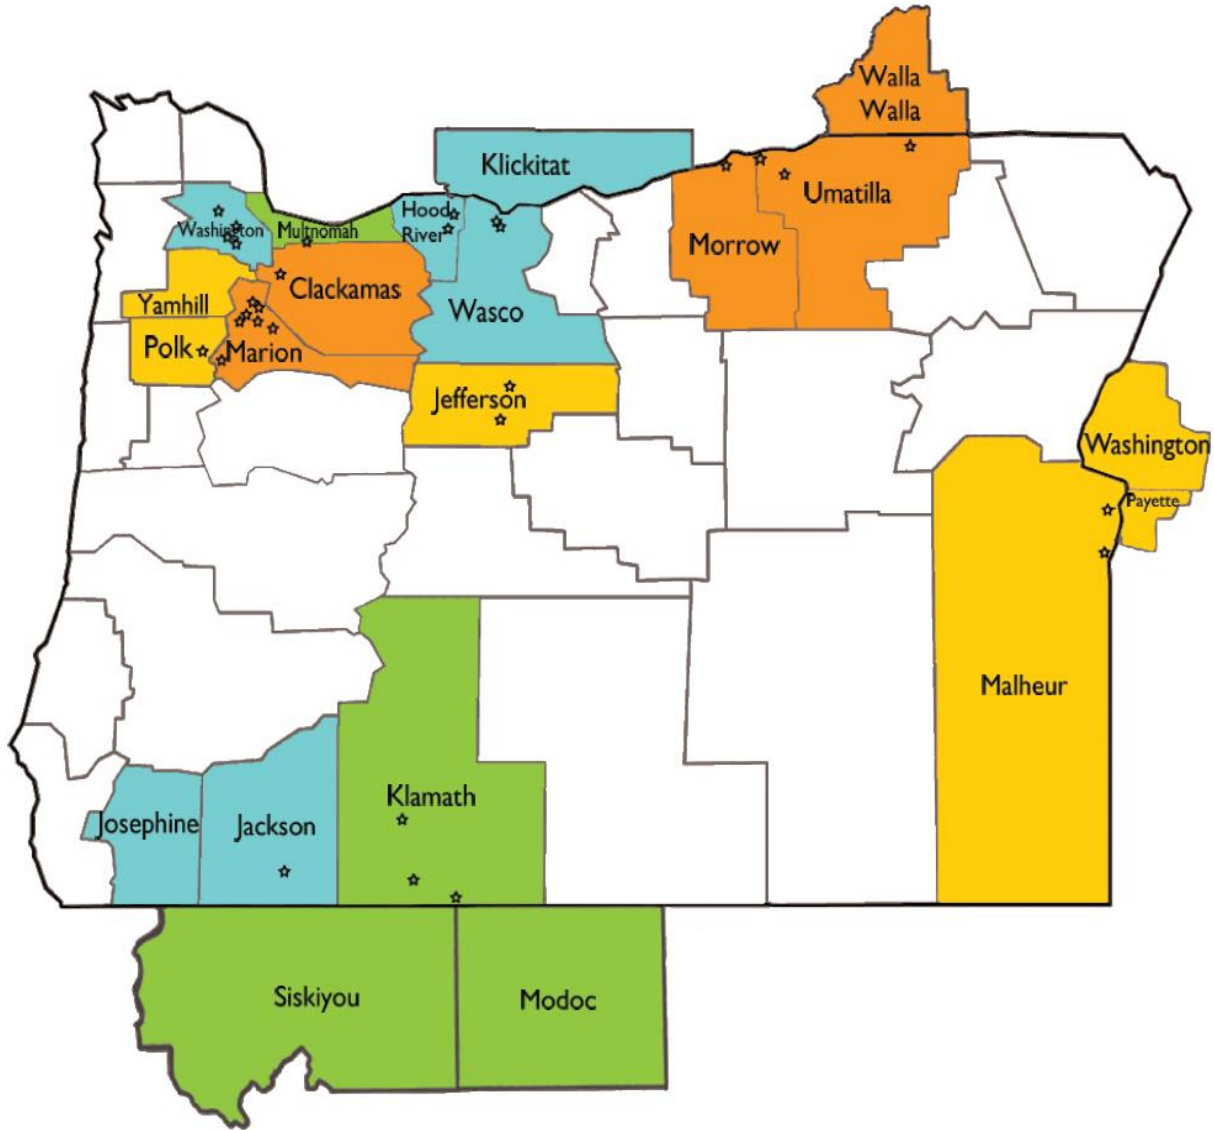 Walla
Walla
Klickitat
Umatilla
Hood
River
Washington
Multnomah
Morrow
Clackamas
Yamhill
Wasco
Polk
Marion
Jefferson
Washington
Payette
Malheur
Klamath
Josephine
Jackson
Siskiyou
Modoc